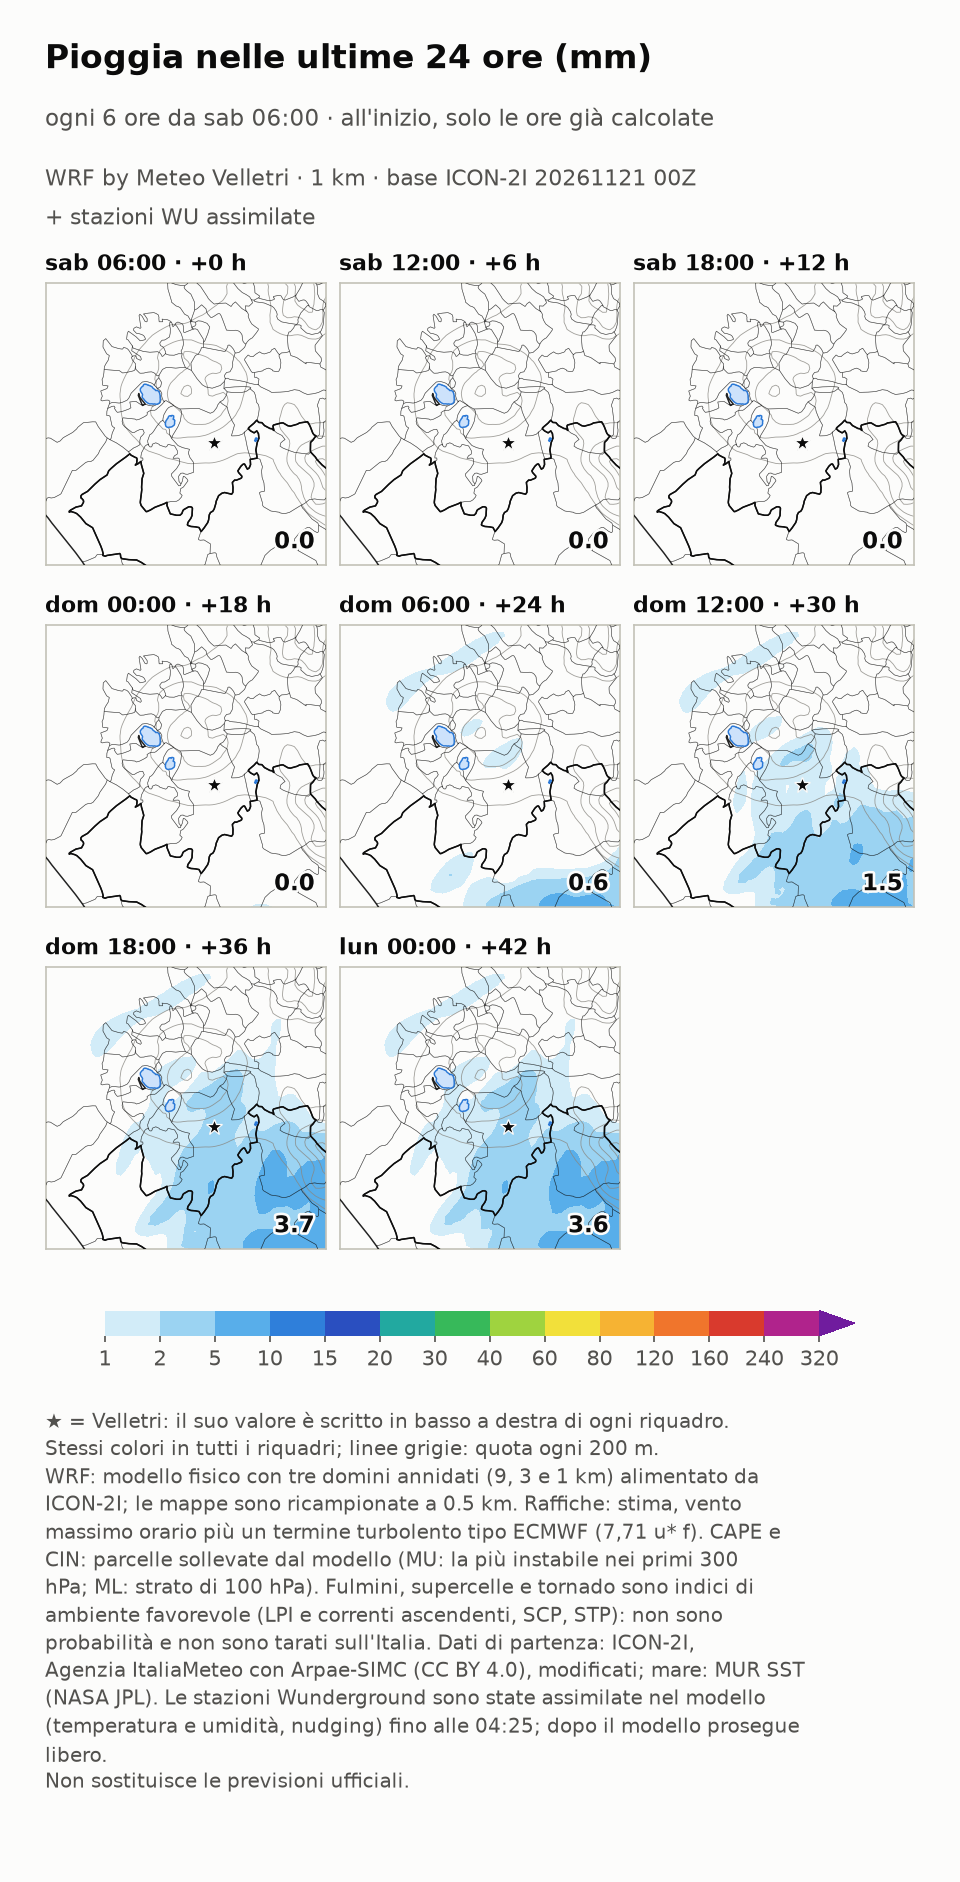 Pioggia nelle ultime 24 ore (mm)
ogni 6 ore da sab 06:00 · all'inizio, solo le ore già calcolate
WRF by Meteo Velletri · 1 km · base ICON-2I 20261121 00Z
+ stazioni WU assimilate
sab 06:00 · +0 h
sab 12:00 · +6 h
sab 18:00 · +12 h
0.0
0.0
0.0
dom 00:00 · +18 h
dom 06:00 · +24 h
dom 12:00 · +30 h
0.0
0.6
1.5
dom 18:00 · +36 h
lun 00:00 · +42 h
3.7
3.6
1 2 5 10 15 20 30 40 60 80 120 160 240 320
★ = Velletri: il suo valore è scritto in basso a destra di ogni riquadro.
Stessi colori in tutti i riquadri; linee grigie: quota ogni 200 m.
WRF: modello fisico con tre domini annidati (9, 3 e 1 km) alimentato da
ICON-2I; le mappe sono ricampionate a 0.5 km. Raffiche: stima, vento
massimo orario più un termine turbolento tipo ECMWF (7,71 u* f). CAPE e
CIN: parcelle sollevate dal modello (MU: la più instabile nei primi 300
hPa; ML: strato di 100 hPa). Fulmini, supercelle e tornado sono indici di
ambiente favorevole (LPI e correnti ascendenti, SCP, STP): non sono
probabilità e non sono tarati sull'Italia. Dati di partenza: ICON-2I,
Agenzia ItaliaMeteo con Arpae-SIMC (CC BY 4.0), modificati; mare: MUR SST
(NASA JPL). Le stazioni Wunderground sono state assimilate nel modello
(temperatura e umidità, nudging) fino alle 04:25; dopo il modello prosegue
libero.
Non sostituisce le previsioni ufficiali.